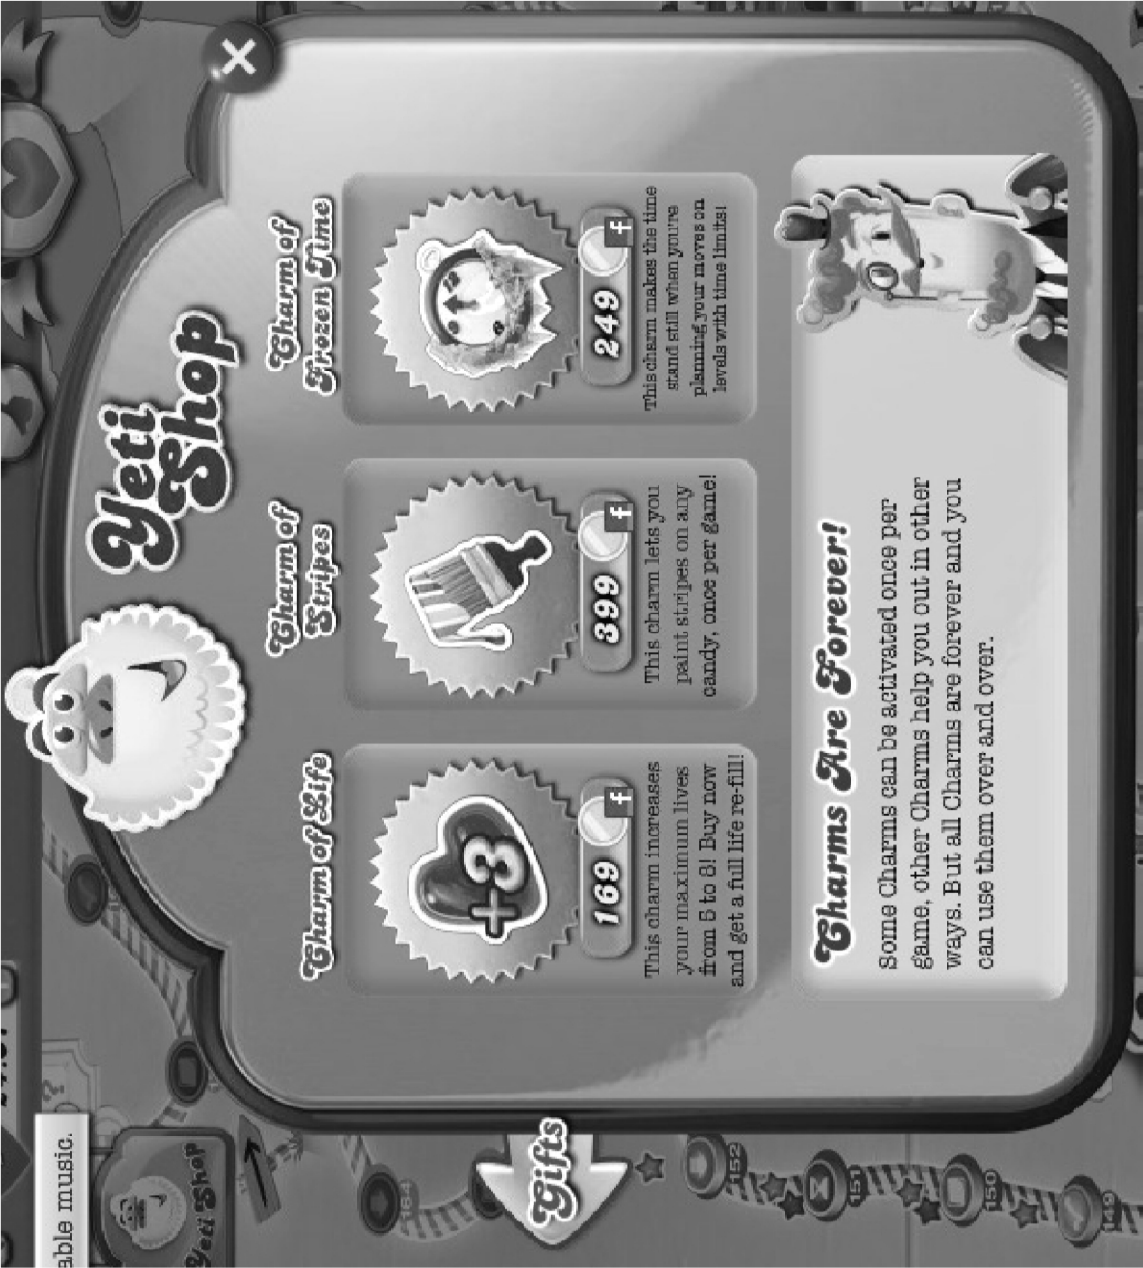 able music.
Yeti Shop
Yeti
Shop
Charm of Life
169
This charm increases
your maximum lives
from 5 to 8! Buy now
and get a full life re-fill!
Charm of
Stripes
399
This charm lets you
paint stripes on any
candy, once per game!
Charm of
Frozen Time
249
This charm makes the time
stand still when you're
planning your moves on
levels with time limits!
Charms Are Forever!
Some Charms can be activated once per
game, other Charms help you out in other
ways. But all Charms are forever and you
can use them over and over.
Gifts
152
151
150
149
+3
f
f
f